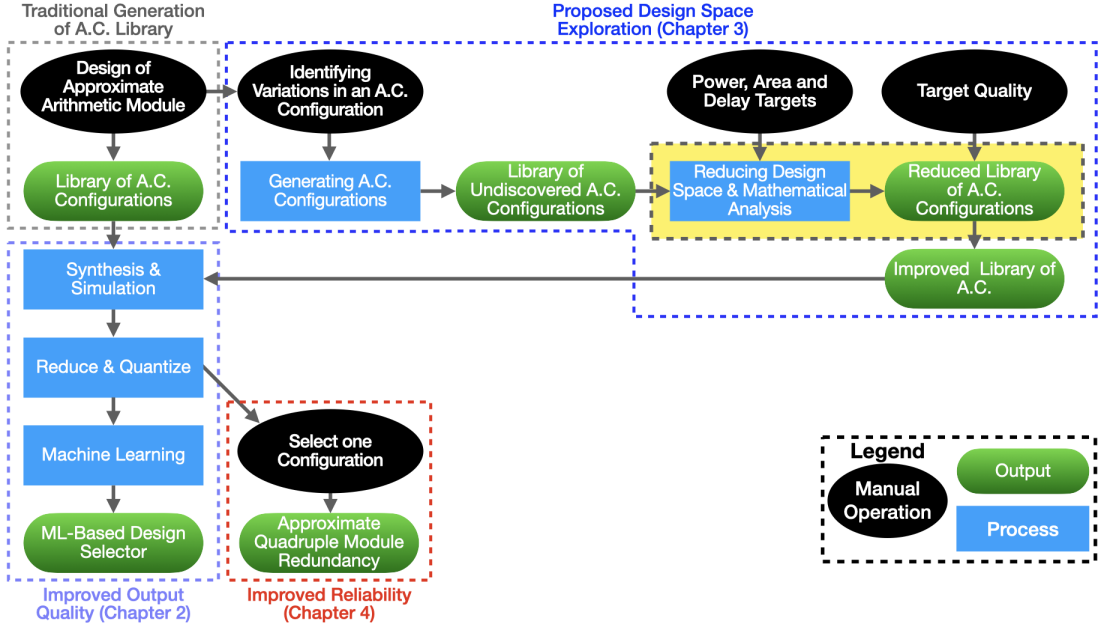 Traditional Generation
of A.C. Library
Proposed Design Space
Exploration (Chapter 3)
Design of
Approximate
Arithmetic Module
Identifying
Variations in an A.C.
Configuration
Power, Area and
Delay Targets
Target Quality
Library of A.C.
Configurations
Generating A.C.
Configurations
Library of
Undiscovered A.C.
Configurations
Reducing Design
Space & Mathematical
Analysis
Reduced Library
of A.C.
Configurations
Synthesis &
Simulation
Improved Library of
A.C.
Reduce & Quantize
Machine Learning
Select one
Configuration
ML-Based Design
Selector
Approximate
Quadruple Module
Redundancy
Improved Output
Quality (Chapter 2)
Improved Reliability
(Chapter 4)
Legend
Manual
Operation
Output
Process